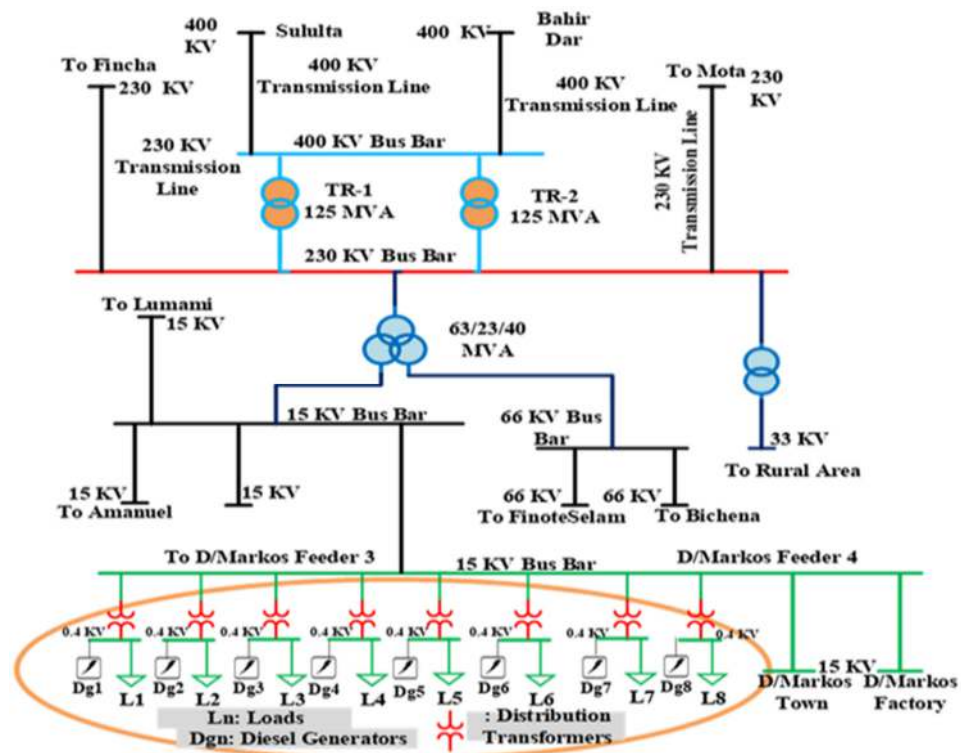 400
KV
Sululta
400 KV
Bahir
Dar
To Fincha
230 KV
400 KV
Transmission Line
400 KV
Transmission Line
To Mota
230
KV
230 KV
Transmission
Line
400 KV Bus Bar
230 KV
Transmission Line
TR-1
125 MVA
TR-2
125 MVA
230 KV Bus Bar
To Lumami
15 KV
63/23/40
MVA
15 KV Bus Bar
66 KV Bus
Bar
33 KV
To Rural Area
15 KV
To Amanuel
15 KV
66 KV
To FinoteSelam
66 KV
To Bichena
To D/Markos Feeder 3
15 KV Bus Bar
D/Markos Feeder 4
0.4 KV
0.4 KV
0.4 KV
0.4 KV
0.4 KV
0.4 KV
0.4 KV
0.4 KV
Dg1
L1
Dg2
L2
Dg3
L3
Dg4
L4
Dg5
L5
Dg6
L6
Dg7
L7
Dg8
L8
15 KV
D/Markos
Town
D/Markos
Factory
Ln: Loads
Dgn: Diesel Generators
: Distribution
Transformers